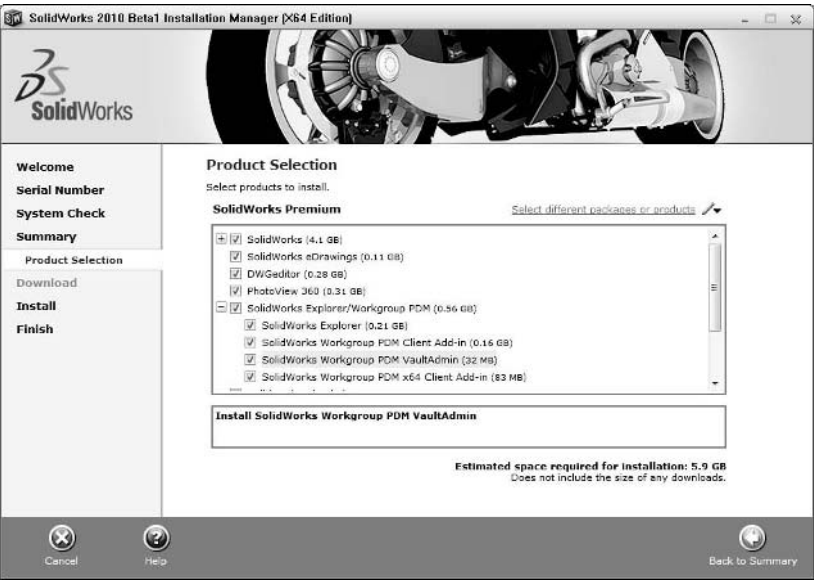 SolidWorks 2010 Beta1 Installation Manager (X64 Edition)
SolidWorks
Welcome
Serial Number
System Check
Summary
Product Selection
Download
Install
Finish
Product Selection
Select products to install.
SolidWorks Premium
Select different packages or products
SolidWorks (4.1 GB)
SolidWorks eDrawings (0.11 GB)
DWGeditor (0.28 GB)
PhotoView 360 (0.31 GB)
SolidWorks Explorer/Workgroup PDM (0.56 GB)
SolidWorks Explorer (0.21 GB)
SolidWorks Workgroup PDM Client Add-in (0.16 GB)
SolidWorks Workgroup PDM VaultAdmin (32 MB)
SolidWorks Workgroup PDM x64 Client Add-in (83 MB)
Install SolidWorks Workgroup PDM VaultAdmin
Estimated space required for installation: 5.9 GB
Does not include the size of any downloads.
Cancel
Help
Back to Summary